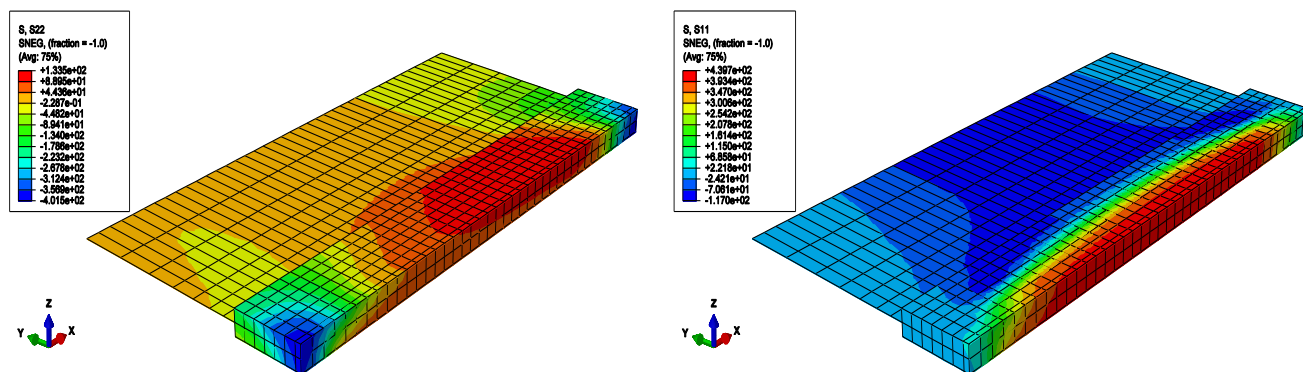 S, S22
SNEG, (fraction = -1.0)
(Avg: 75%)
+1.335e+02
+8.895e+01
+4.436e+01
-2.287e-01
-4.482e+01
-8.941e+01
-1.340e+02
-1.786e+02
-2.232e+02
-2.678e+02
-3.124e+02
-3.569e+02
-4.015e+02
Z
Y
X
S, S11
SNEG, (fraction = -1.0)
(Avg: 75%)
+4.397e+02
+3.934e+02
+3.470e+02
+3.006e+02
+2.542e+02
+2.078e+02
+1.614e+02
+1.150e+02
+6.858e+01
+2.218e+01
-2.421e+01
-7.061e+01
-1.170e+02
Z
Y
X